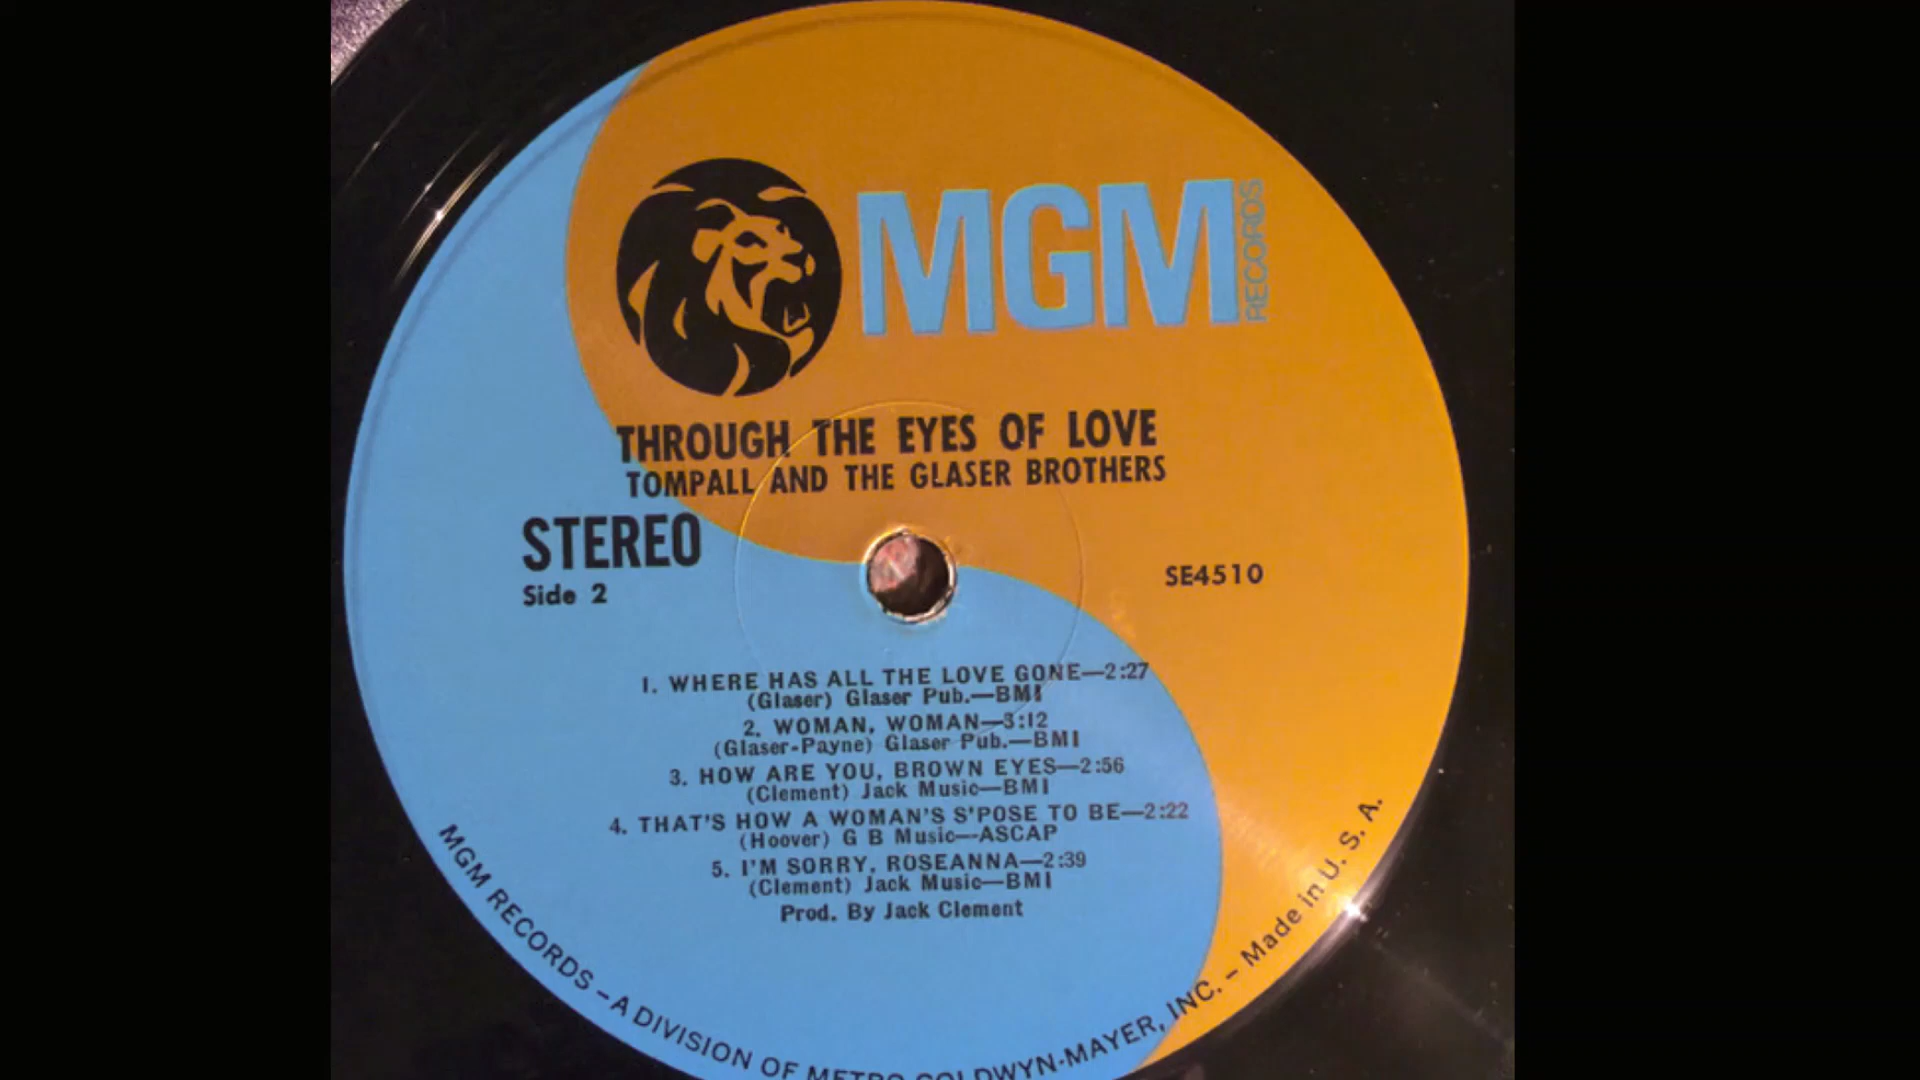 MGM RECORDS
THROUGH THE EYES OF LOVE
TOMPALL AND THE GLASER BROTHERS
STEREO
Side 2
SE4510
1. WHERE HAS ALL THE LOVE GONE—2:27
(Glaser) Glaser Pub.—BMI
2. WOMAN, WOMAN—3:12
(Glaser-Payne) Glaser Pub.—BMI
3. HOW ARE YOU, BROWN EYES—2:56
(Clement) Jack Music—BMI
4. THAT'S HOW A WOMAN'S S'POSE TO BE—2:22
(Hoover) G B Music—ASCAP
5. I'M SORRY, ROSEANNA—2:39
(Clement) Jack Music—BMI
Prod. By Jack Clement
MGM RECORDS – A DIVISION OF METRO-GOLDWYN-MAYER, INC. – Made in U. S. A.